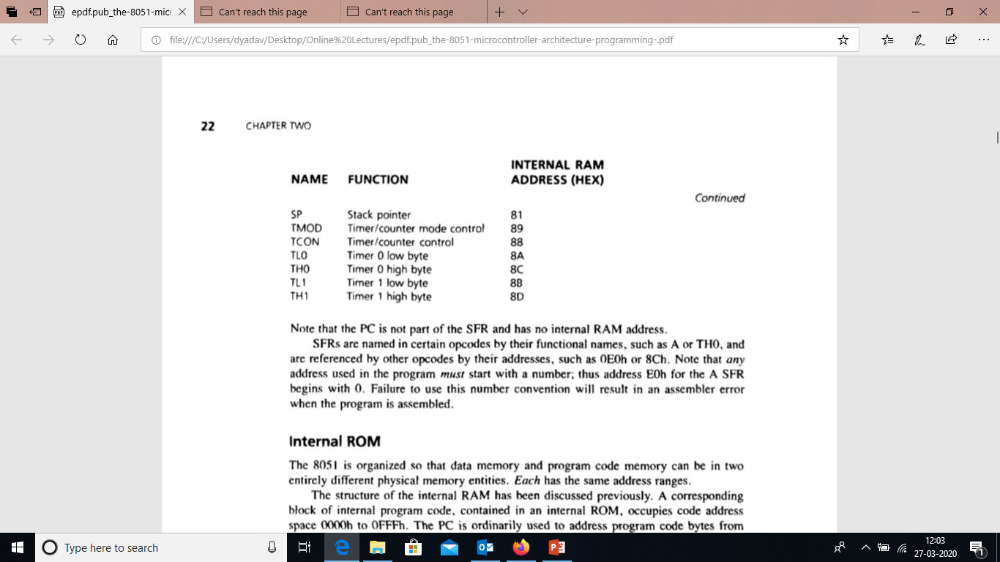 epdf.pub_the-8051-mic
Can't reach this page
Can't reach this page
file:///C:/Users/dyadav/Desktop/Online%20Lectures/epdf.pub_the-8051-microcontroller-architecture-programming-.pdf
22 CHAPTER TWO
INTERNAL RAM
NAME FUNCTION ADDRESS (HEX)
Continued
SP Stack pointer 81
TMOD Timer/counter mode control 89
TCON Timer/counter control 88
TL0 Timer 0 low byte 8A
TH0 Timer 0 high byte 8C
TL1 Timer 1 low byte 8B
TH1 Timer 1 high byte 8D
Note that the PC is not part of the SFR and has no internal RAM address.
SFRs are named in certain opcodes by their functional names, such as A or TH0, and
are referenced by other opcodes by their addresses, such as 0E0h or 8Ch. Note that any
address used in the program must start with a number; thus address E0h for the A SFR
begins with 0. Failure to use this number convention will result in an assembler error
when the program is assembled.
Internal ROM
The 8051 is organized so that data memory and program code memory can be in two
entirely different physical memory entities. Each has the same address ranges.
The structure of the internal RAM has been discussed previously. A corresponding
block of internal program code, contained in an internal ROM, occupies code address
space 0000h to 0FFFh. The PC is ordinarily used to address program code bytes from
Type here to search
12:03
27-03-2020
1